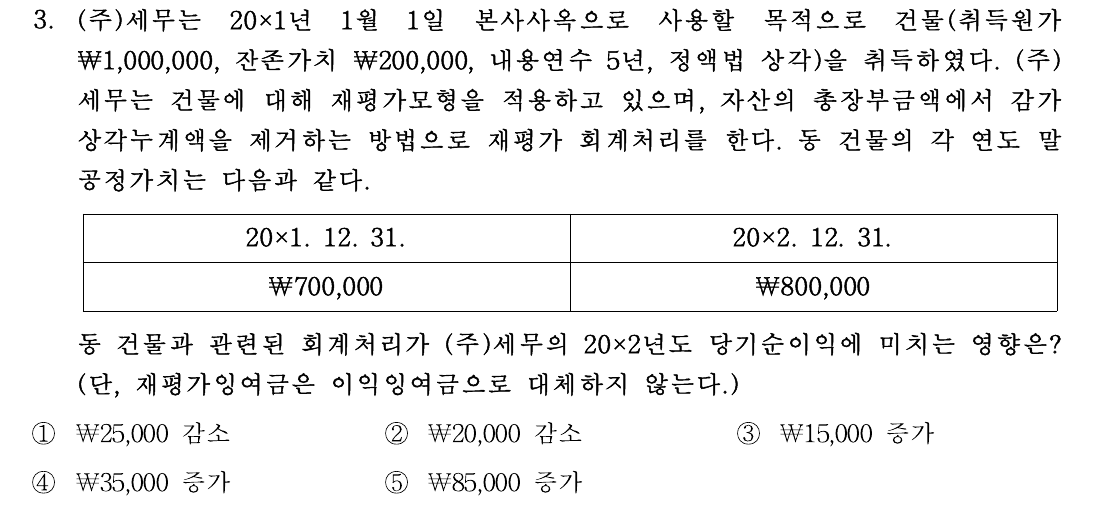 3. (주)세무는 20×1년 1월 1일 본사사옥으로 사용할 목적으로 건물(취득원가
₩1,000,000, 잔존가치 ₩200,000, 내용연수 5년, 정액법 상각)을 취득하였다. (주)
세무는 건물에 대해 재평가모형을 적용하고 있으며, 자산의 총장부금액에서 감가
상각누계액을 제거하는 방법으로 재평가 회계처리를 한다. 동 건물의 각 연도 말
공정가치는 다음과 같다.
20×1. 12. 31. 20×2. 12. 31.
₩700,000 ₩800,000
동 건물과 관련된 회계처리가 (주)세무의 20×2년도 당기순이익에 미치는 영향은?
(단, 재평가잉여금은 이익잉여금으로 대체하지 않는다.)
① ₩25,000 감소 ② ₩20,000 감소 ③ ₩15,000 증가
④ ₩35,000 증가 ⑤ ₩85,000 증가